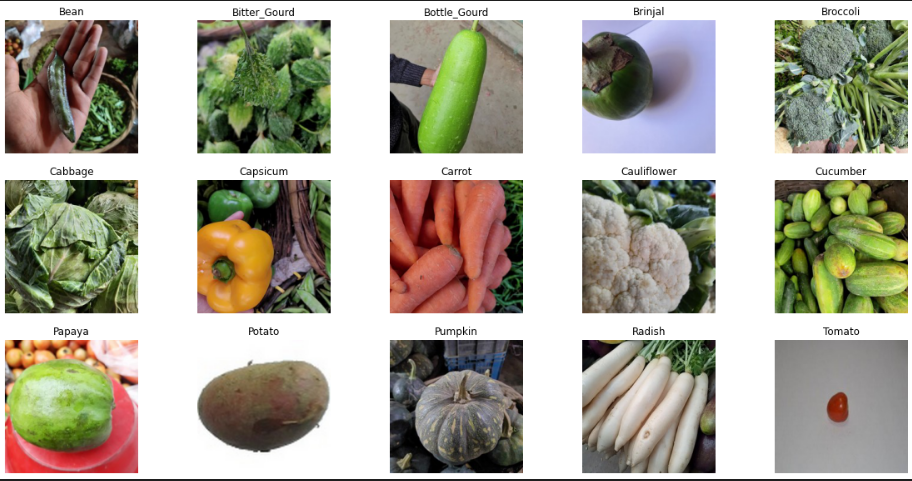 Bean Bitter_Gourd Bottle_Gourd Brinjal Broccoli
Cabbage Capsicum Carrot Cauliflower Cucumber
Papaya Potato Pumpkin Radish Tomato